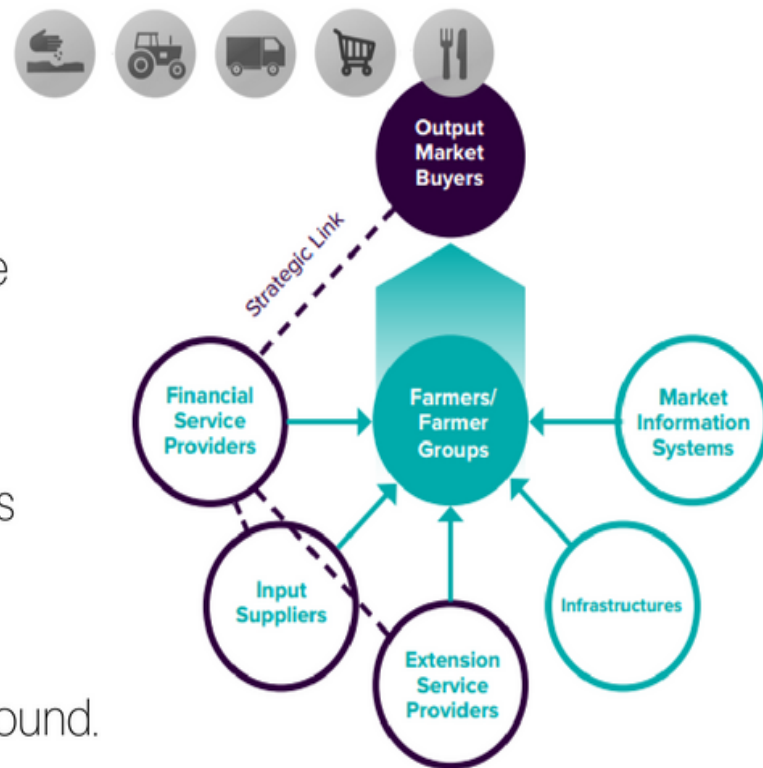 Output
Market
Buyers
Strategic Link
e
Financial
Service
Providers
Farmers/
Farmer
Groups
Market
Information
Systems
s
Input
Suppliers
Infrastructures
Extension
Service
Providers
ound.